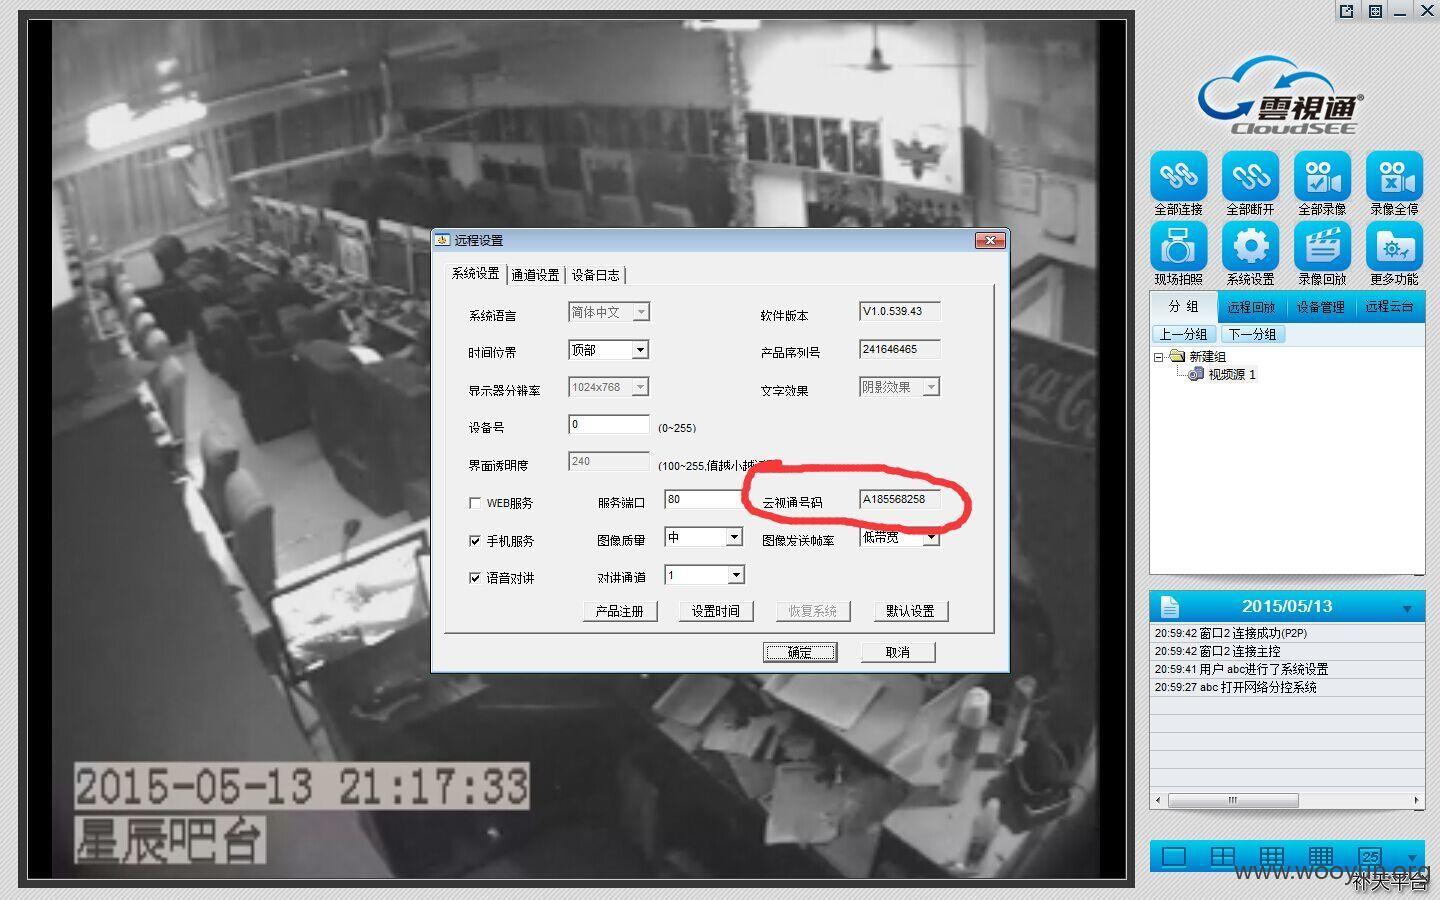 雲視通®
CloudSEE
全部连接 全部断开 全部录像 录像全停
现场拍照 系统设置 录像回放 更多功能
分 组 远程回放 设备管理 远程云台
上一分组 下一分组
新建组
视频源 1
远程设置
系统设置 通道设置 设备日志
系统语言 简体中文 软件版本 V1.0.539.43
时间位置 顶部 产品序列号 241646465
显示器分辨率 1024x768 文字效果 阴影效果
设备号 0 (0~255)
界面透明度 240 (100~255,值越小越
WEB服务 服务端口 80 云视通号码 A185568258
手机服务 图像质量 中 图像发送帧率 低带宽
语音对讲 对讲通道 1
产品注册 设置时间 恢复系统 默认设置
确定 取消
2015/05/13
20:59:42 窗口2 连接成功(P2P)
20:59:42 窗口2 连接主控
20:59:41 用户 abc进行了系统设置
20:59:27 abc 打开网络分控系统
2015-05-13 21:17:33
星辰吧台
Coca-Co
25
www.wooyun.org
补天平台